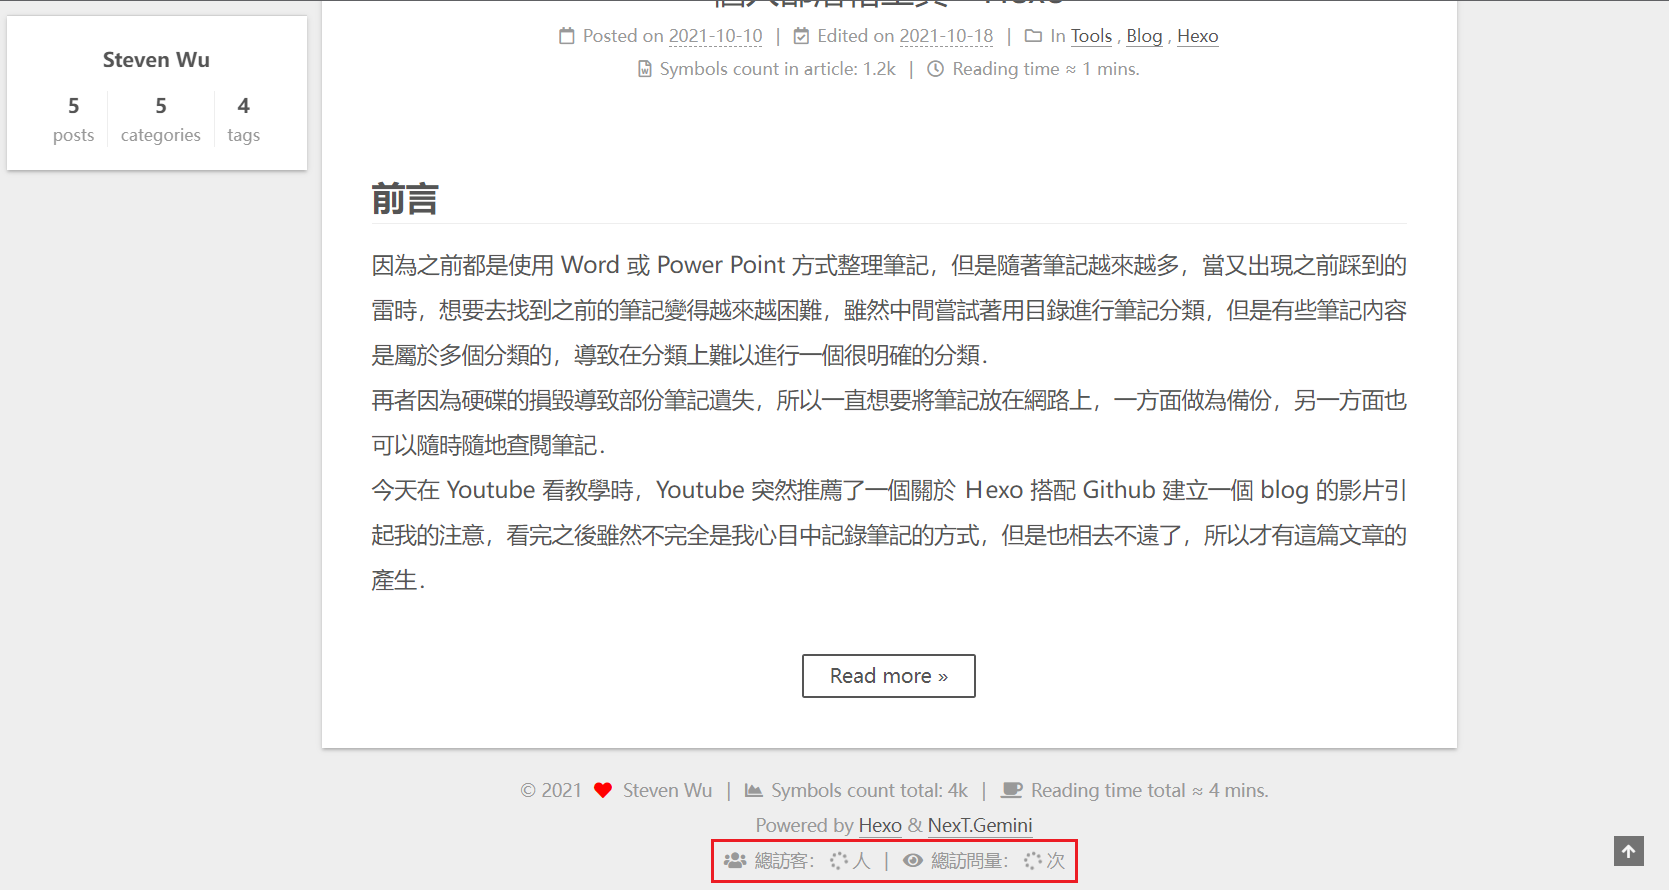 Steven Wu
5 5 4
posts categories tags
個人部落格工具 - Hexo
Posted on 2021-10-10 | Edited on 2021-10-18 | In Tools , Blog , Hexo
Symbols count in article: 1.2k | Reading time ≈ 1 mins.
前言
因為之前都是使用 Word 或 Power Point 方式整理筆記，但是隨著筆記越來越多，當又出現之前踩到的
雷時，想要去找到之前的筆記變得越來越困難，雖然中間嘗試著用目錄進行筆記分類，但是有些筆記內容
是屬於多個分類的，導致在分類上難以進行一個很明確的分類．
再者因為硬碟的損毀導致部份筆記遺失，所以一直想要將筆記放在網路上，一方面做為備份，另一方面也
可以隨時隨地查閱筆記．
今天在 Youtube 看教學時，Youtube 突然推薦了一個關於 Ｈexo 搭配 Github 建立一個 blog 的影片引
起我的注意，看完之後雖然不完全是我心目中記錄筆記的方式，但是也相去不遠了，所以才有這篇文章的
產生．
Read more »
© 2021 Steven Wu | Symbols count total: 4k | Reading time total ≈ 4 mins.
Powered by Hexo & NexT.Gemini
總訪客： 人 | 總訪問量： 次